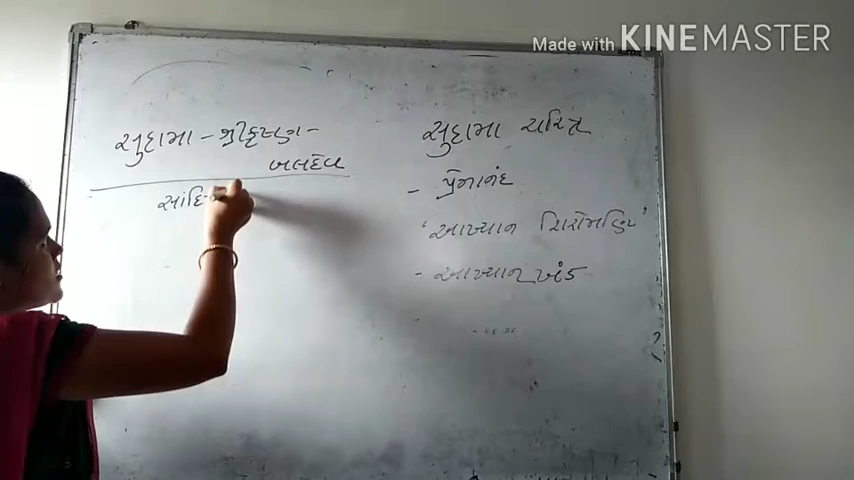 Made with KINEMASTER
સુદામા - શ્રીકૃષ્ણ -
બલદેવ
સાંદિ
સુદામા ચરિત્ર
- પ્રેમાનંદ
'આખ્યાન શિરોમણિ'
- આખ્યાન ખંડ